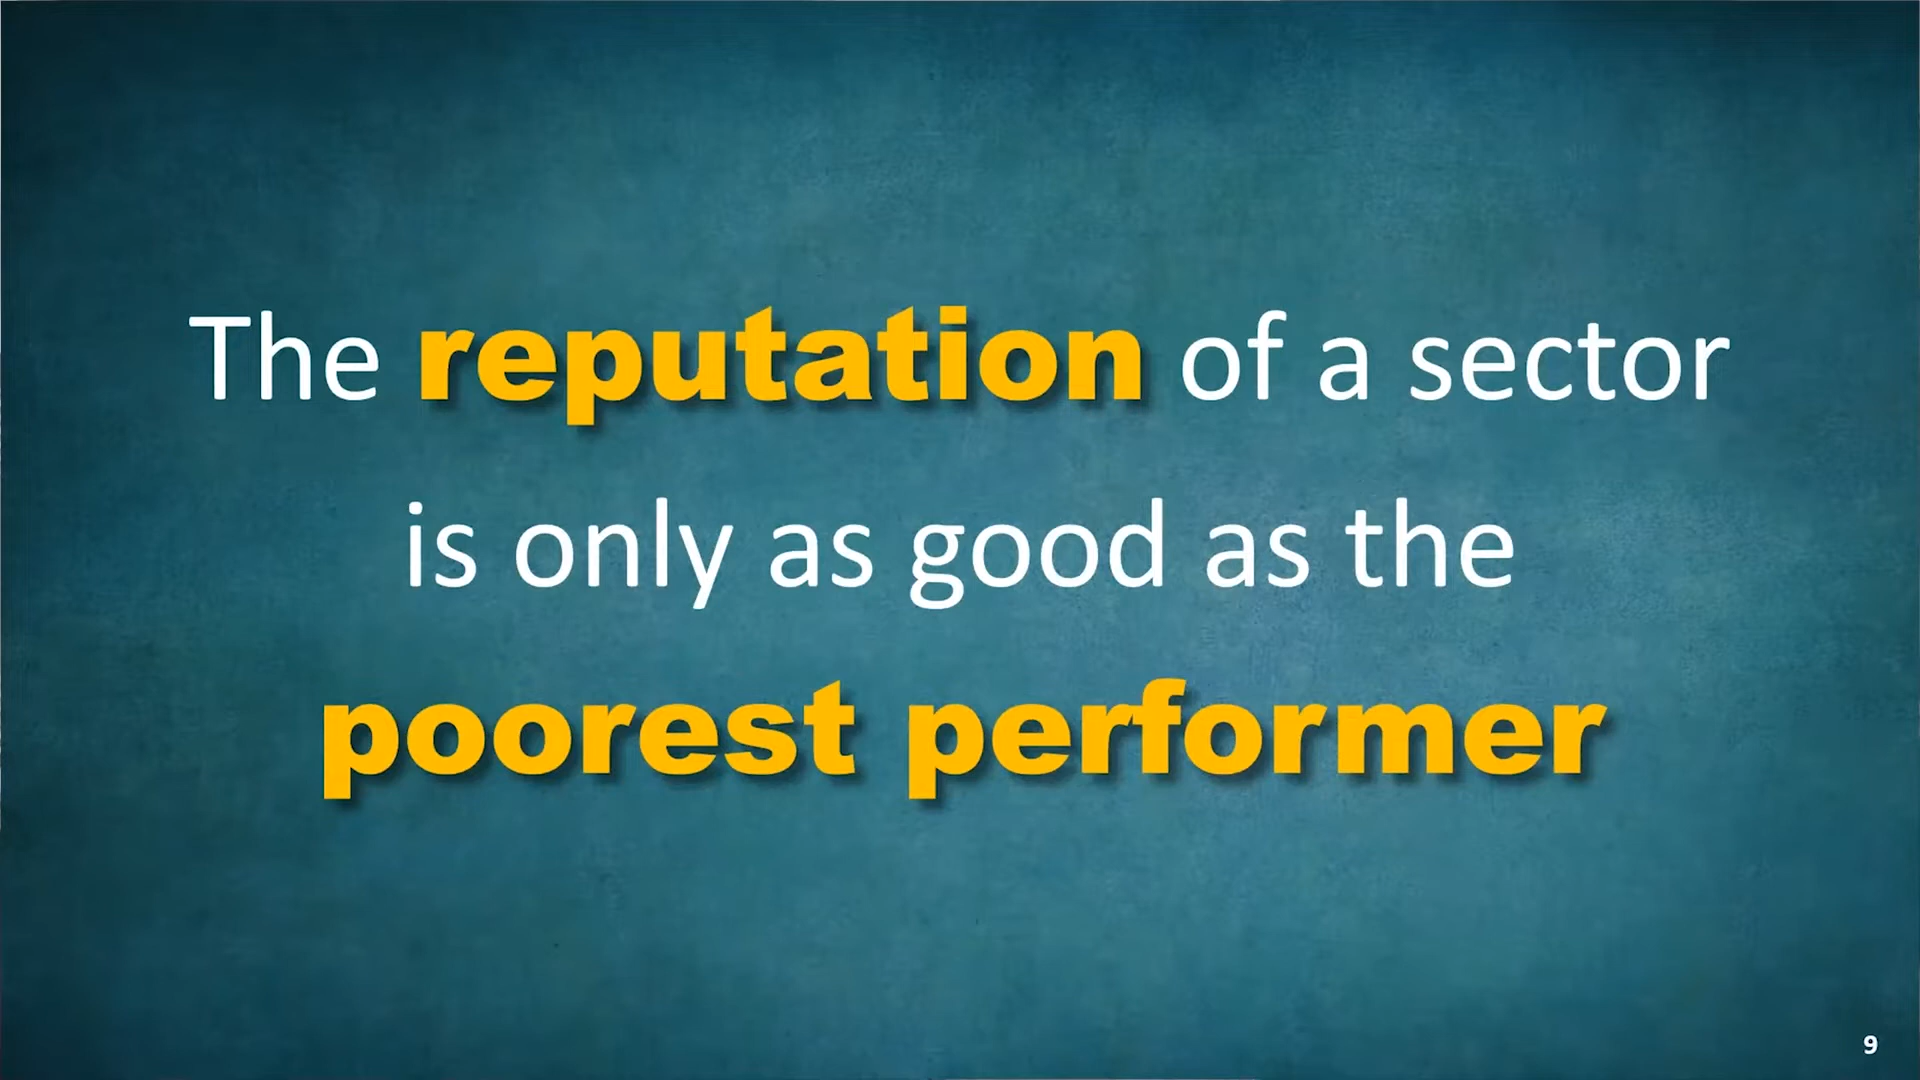 The reputation of a sector
is only as good as the
poorest performer
9